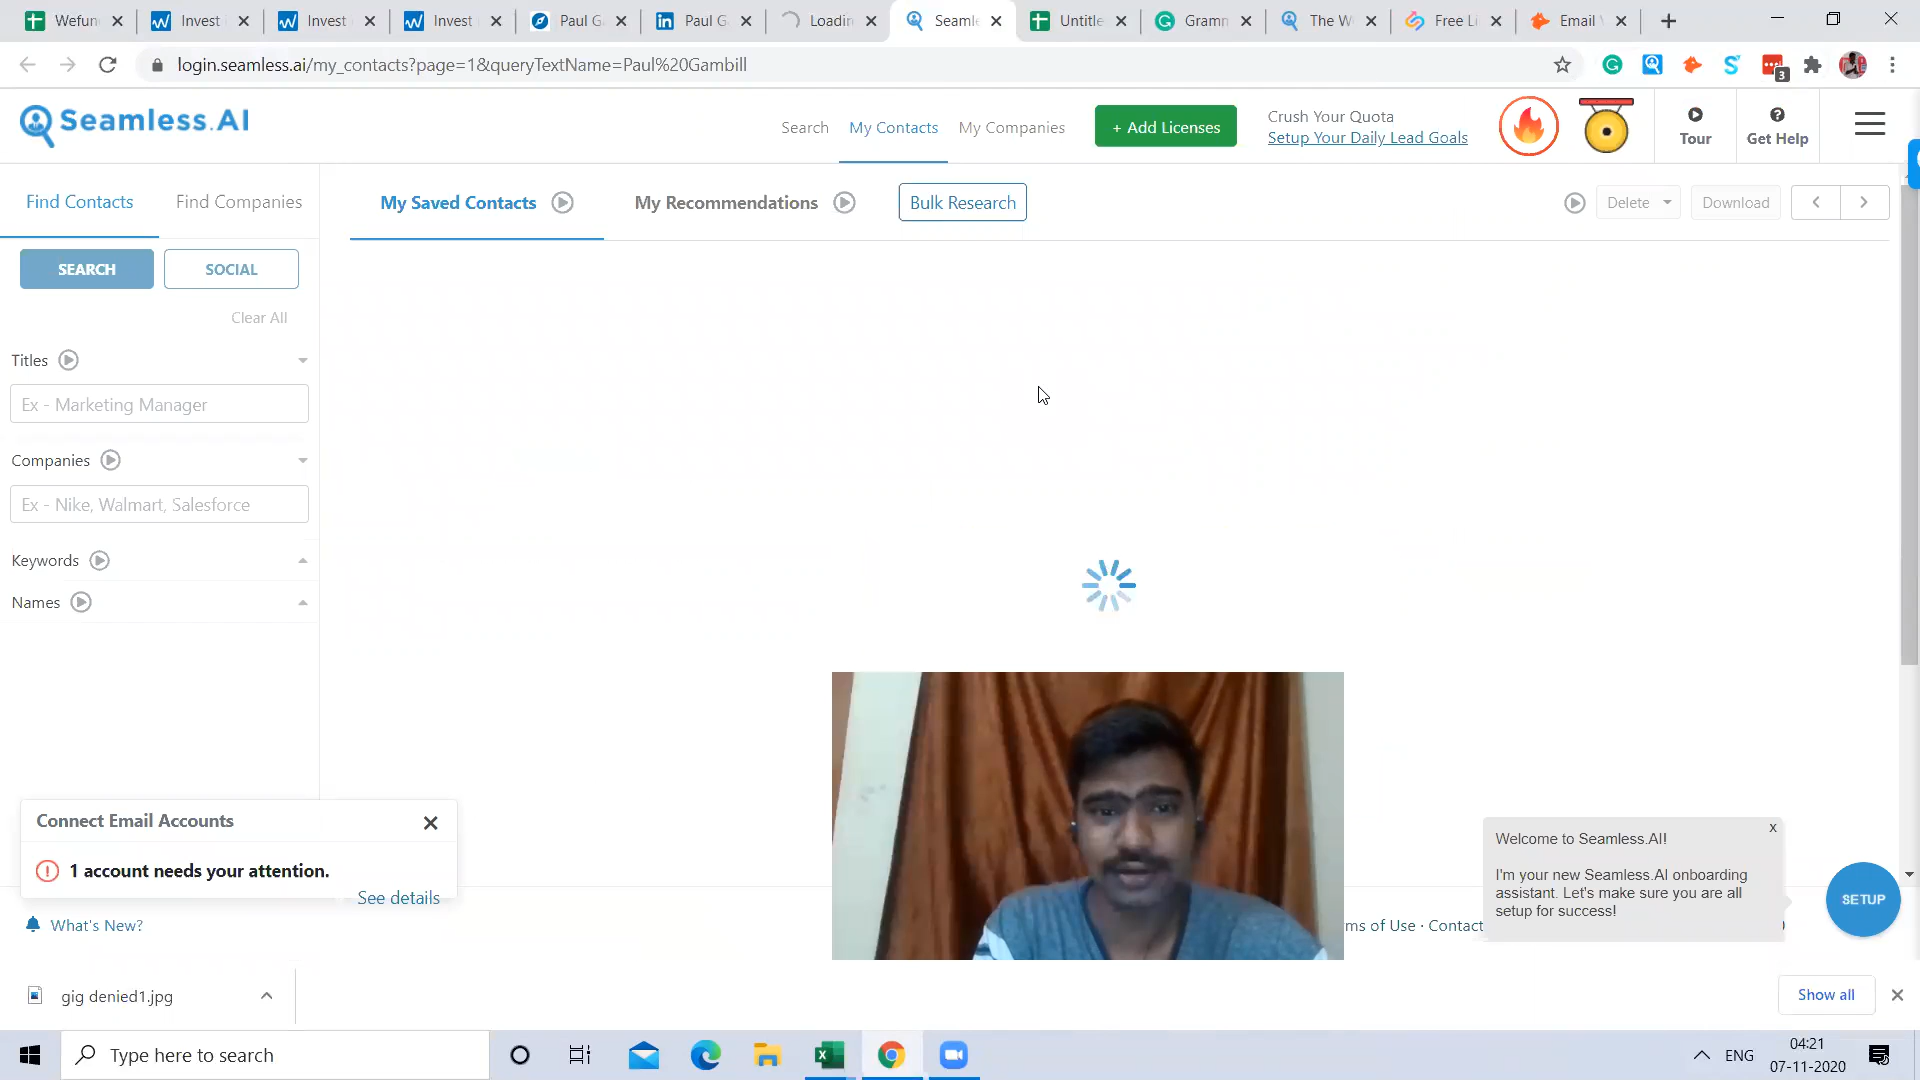 Wefun
Invest
Invest
Invest
Paul G
Paul G
Loadin
Seaml
Untitle
Gramm
The W
Free Li
Email
login.seamless.ai/my_contacts?page=1&queryTextName=Paul%20Gambill
3
Seamless.AI
Search
My Contacts
My Companies
+ Add Licenses
Crush Your Quota
Setup Your Daily Lead Goals
Tour
Get Help
Find Contacts
Find Companies
My Saved Contacts
My Recommendations
Bulk Research
Delete
Download
SEARCH
SOCIAL
Clear All
Titles
Ex - Marketing Manager
Companies
Ex - Nike, Walmart, Salesforce
Keywords
Names
Connect Email Accounts
1 account needs your attention.
See details
What's New?
ms of Use · Contact
Welcome to Seamless.AI!
I'm your new Seamless.AI onboarding
assistant. Let's make sure you are all
setup for success!
SETUP
gig denied1.jpg
Show all
Type here to search
ENG
04:21
07-11-2020